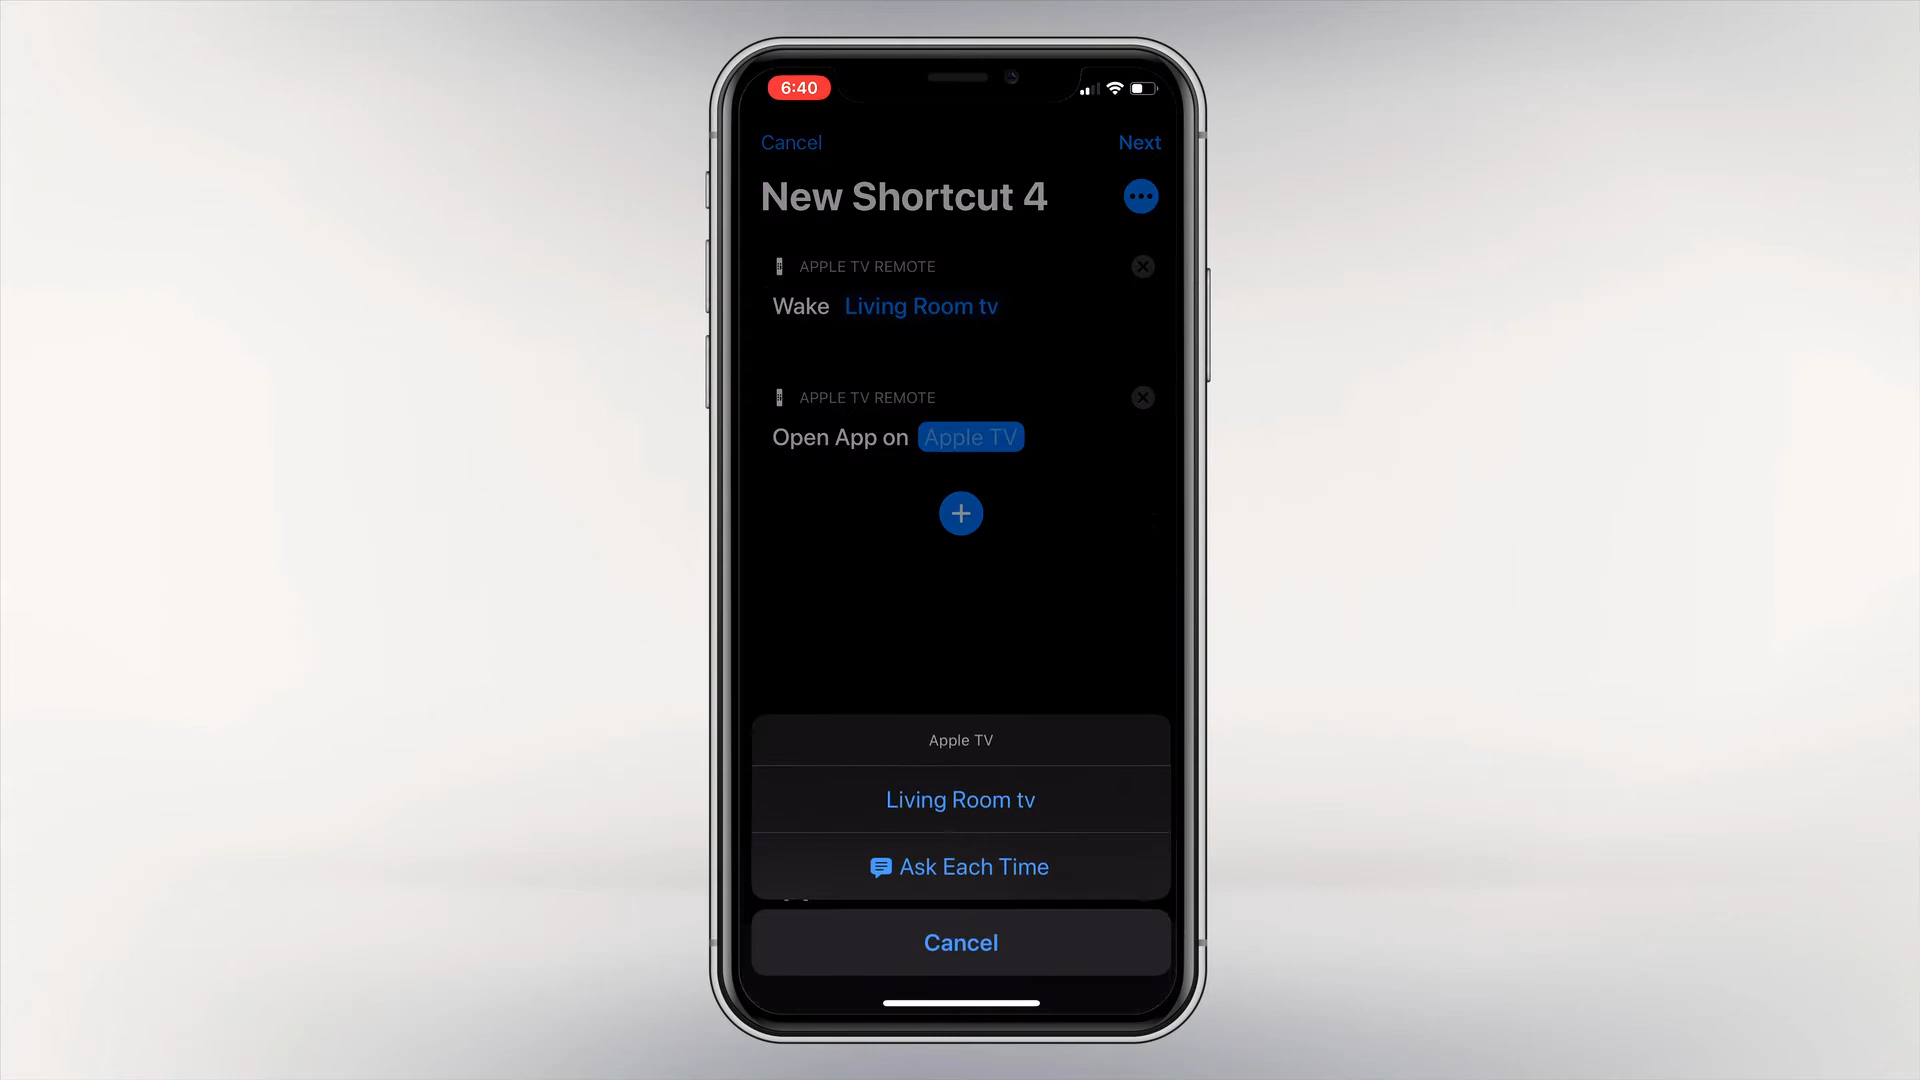 6:40
Cancel
Next
New Shortcut 4
APPLE TV REMOTE
Wake Living Room tv
APPLE TV REMOTE
Open App on Apple TV
Apple TV
Living Room tv
Ask Each Time
Cancel